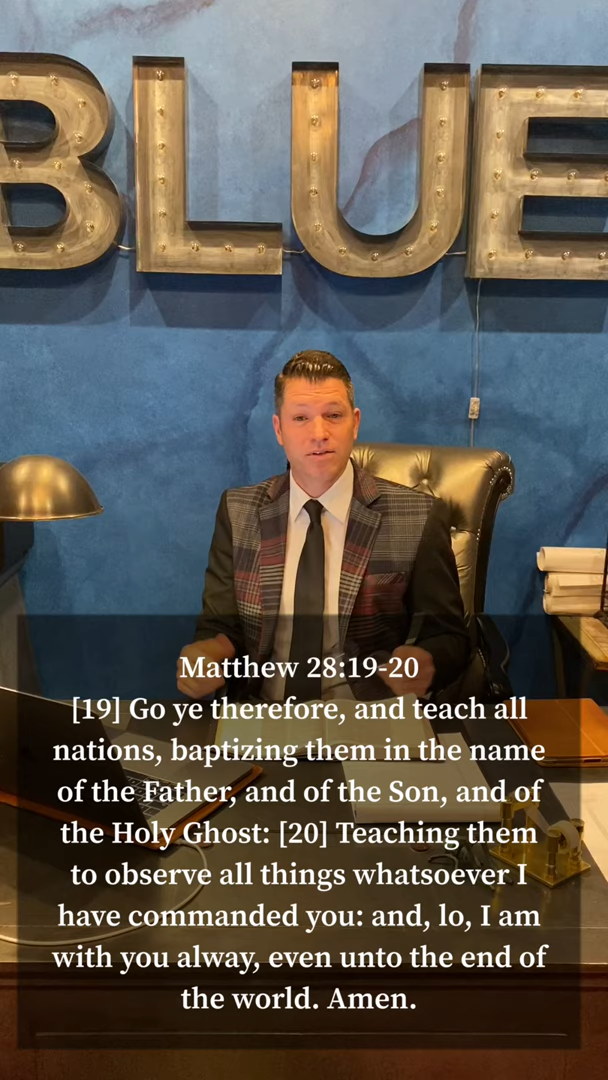 BLUE
Matthew 28:19-20
[19] Go ye therefore, and teach all
nations, baptizing them in the name
of the Father, and of the Son, and of
the Holy Ghost: [20] Teaching them
to observe all things whatsoever I
have commanded you: and, lo, I am
with you alway, even unto the end of
the world. Amen.